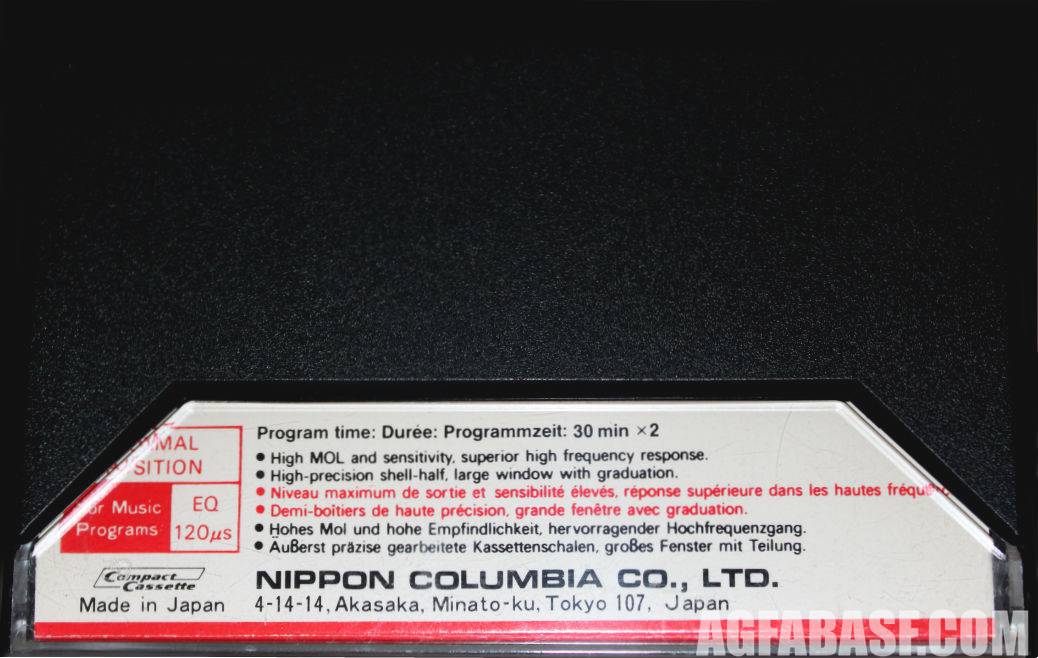 Program time: Durée: Programmzeit: 30 min ×2
● High MOL and sensitivity, superior high frequency response.
● High-precision shell-half, large window with graduation.
● Niveau maximum de sortie et sensibilité élevés, réponse supérieure dans les hautes
● Demi-boîtiers de haute précision, grande fenêtre avec graduation.
● Hohes Mol und hohe Empfindlichkeit, hervorragender Hochfrequenzgang.
● Äußerst präzise gearbeitete Kassettenschalen, großes Fenster mit Teilung.
Music
Programs
EQ
120μs
Compact
Cassette
Made in Japan
NIPPON COLUMBIA CO., LTD.
4-14-14, Akasaka, Minato-ku, Tokyo 107, Japan
AGFABASE.COM